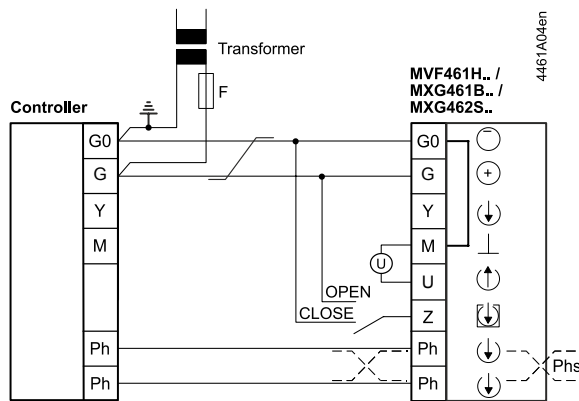 4461A04en
Transformer
F
MVF461H.. /
MXG461B.. /
MXG462S..
Controller
G0
G0
G
G
+
Y
Y
M
M
U
U
OPEN
CLOSE
Z
Ph
Ph
Phs
Ph
Ph